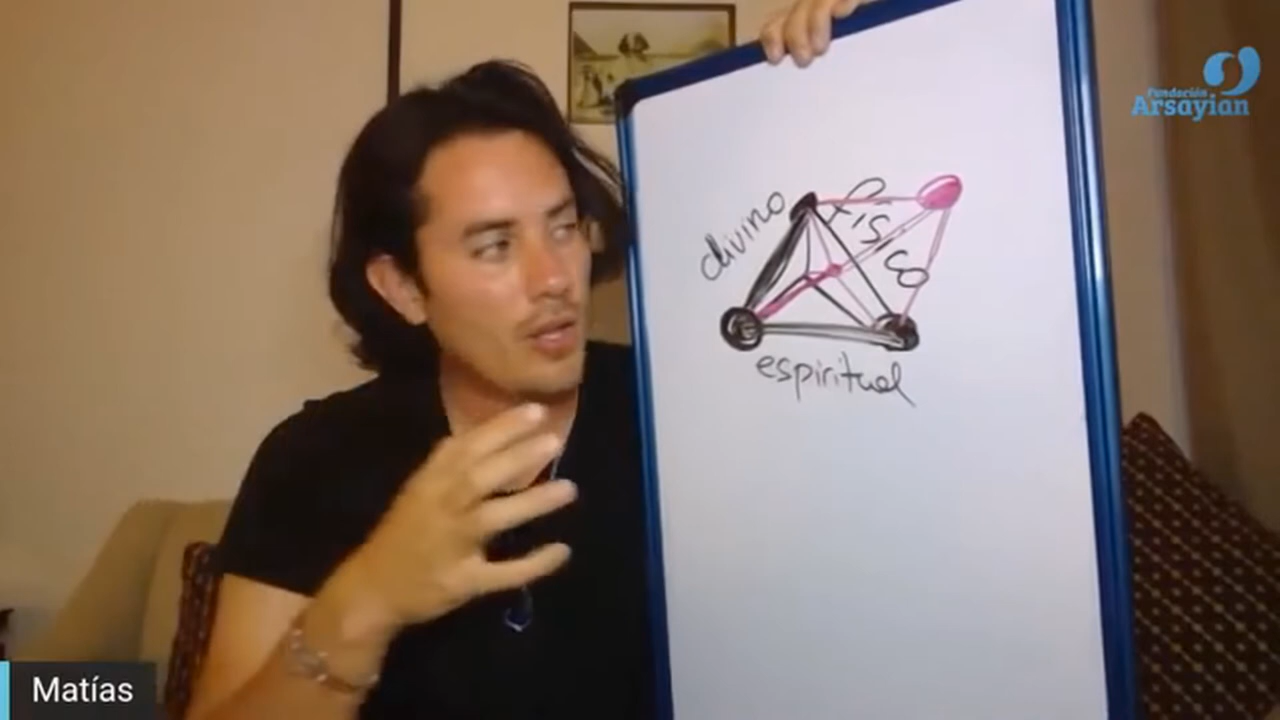 Fundación
Arsayian
divino
físico
espiritual
Matías